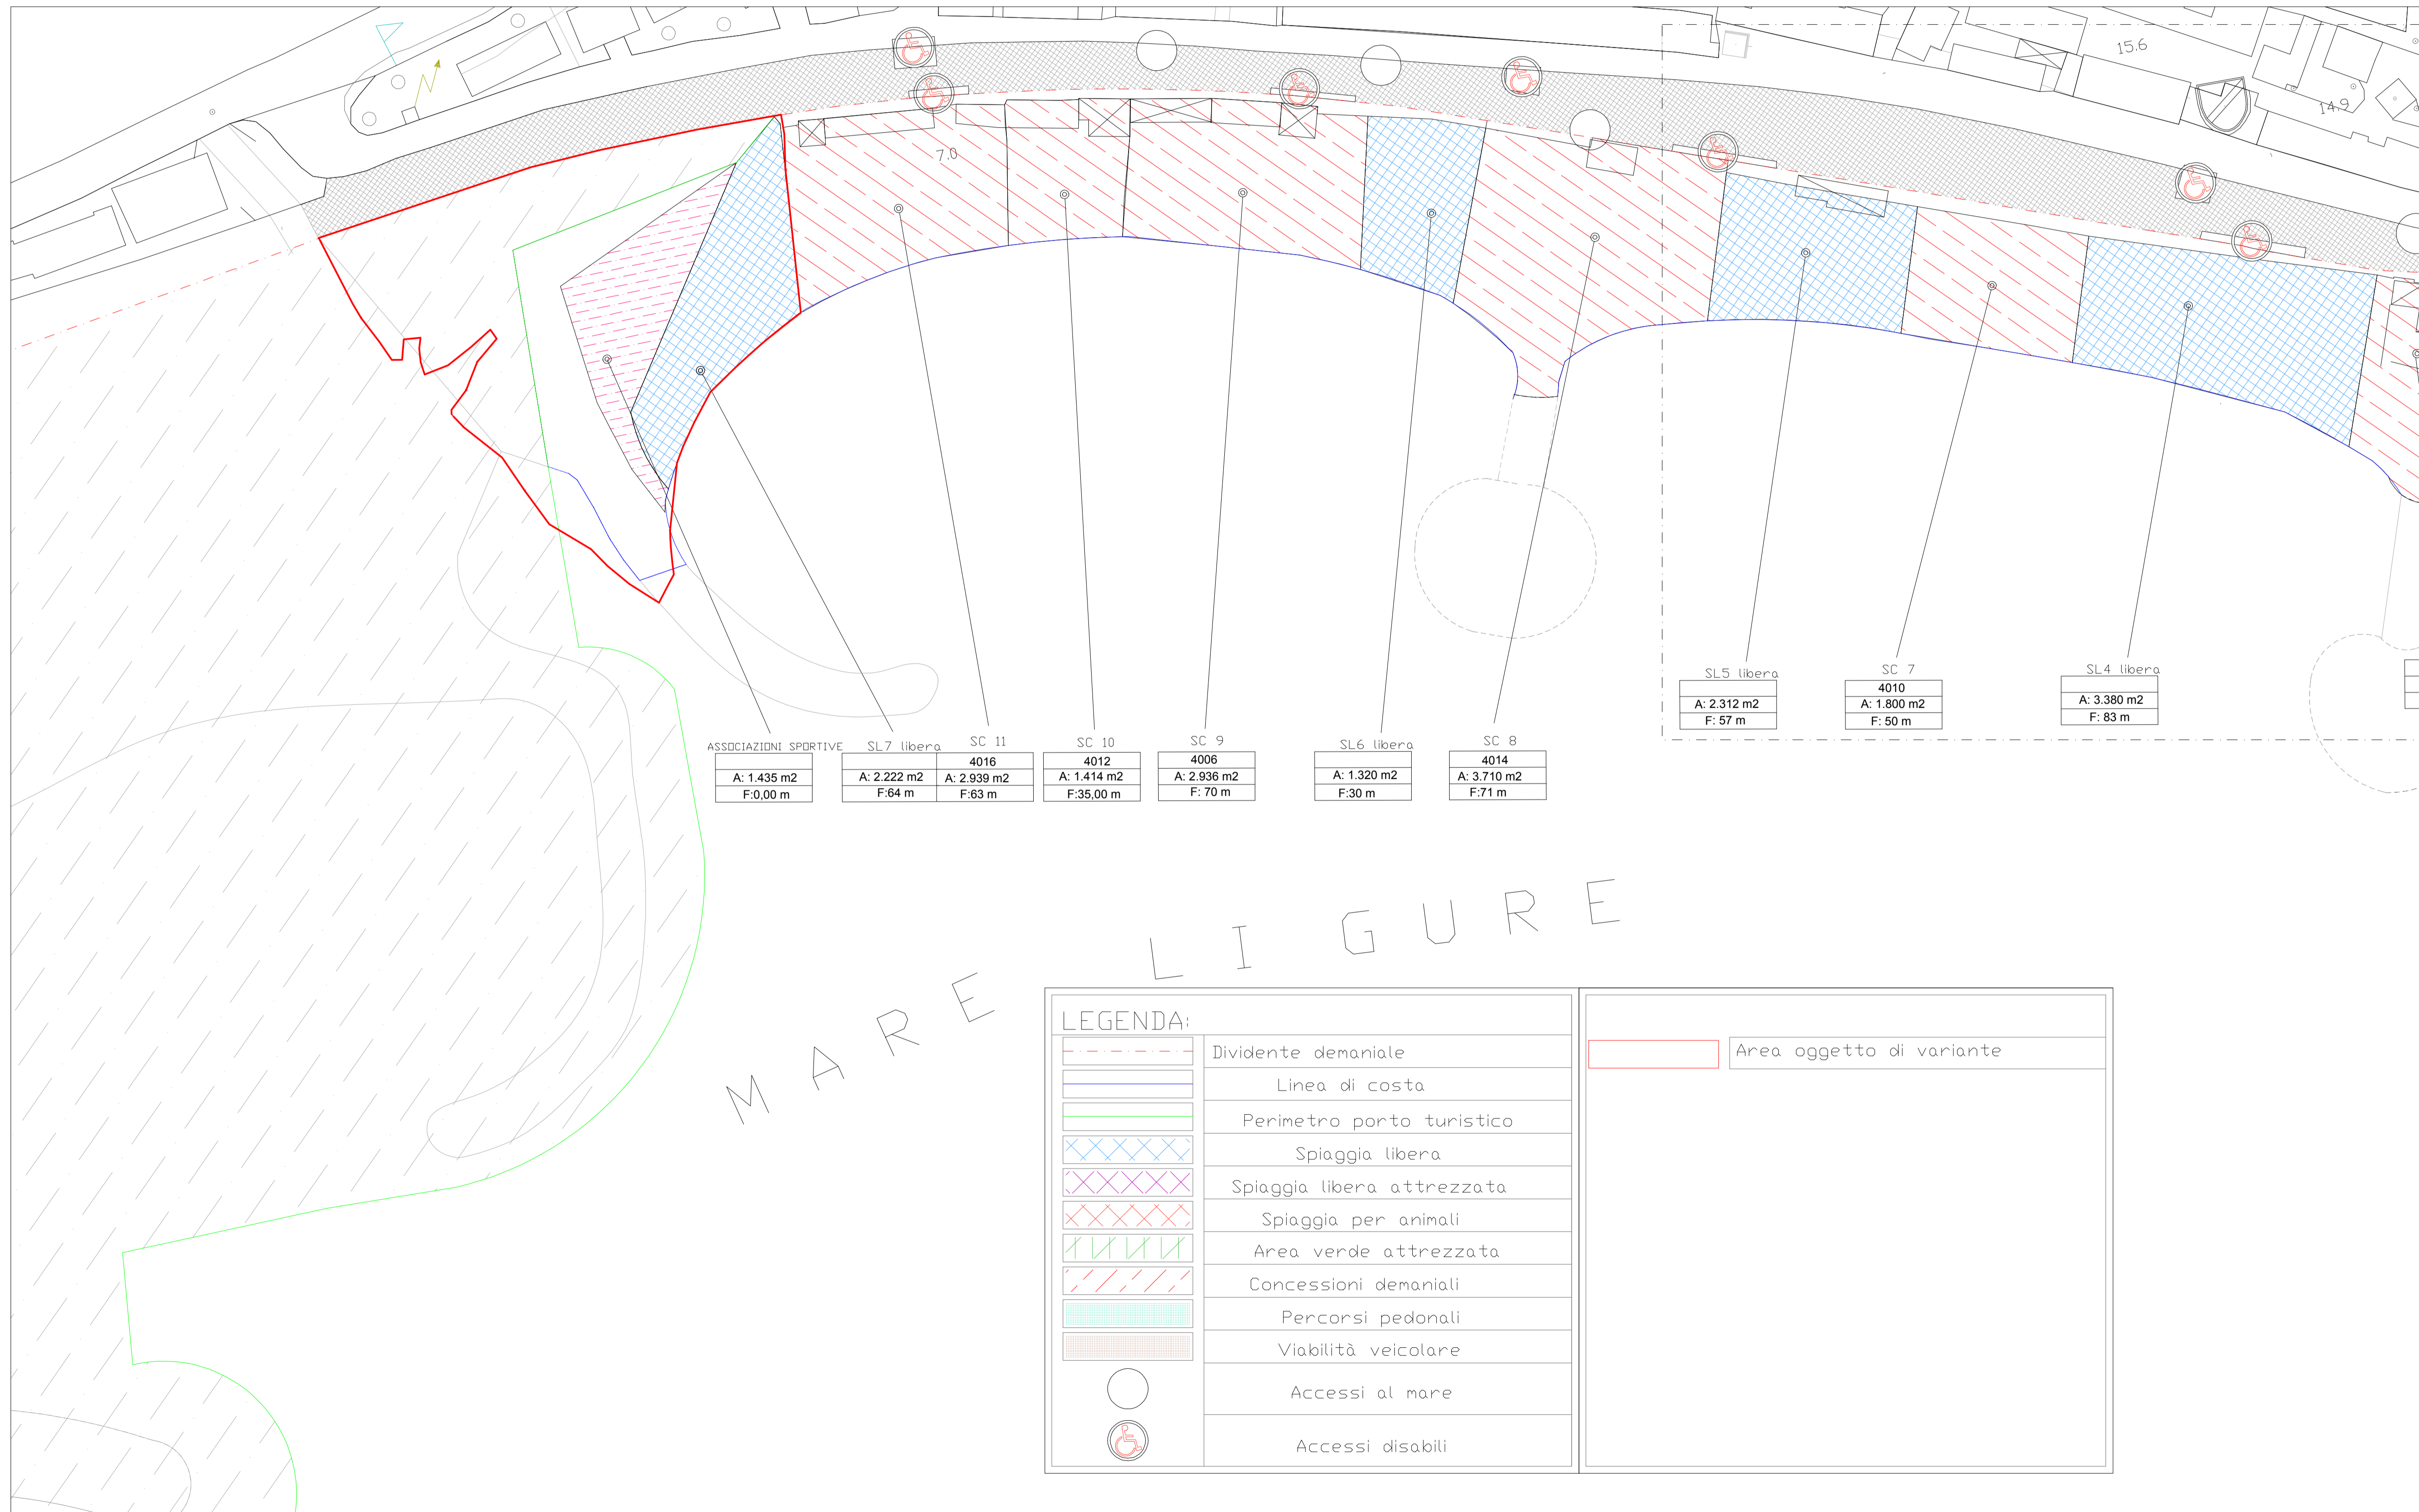 15.6
14.9
7.0
SL5 libera
A: 2.312 m2
F: 57 m
SC 7
4010
A: 1.800 m2
F: 50 m
SL4 libera
A: 3.380 m2
F: 83 m
ASSOCIAZIONI SPORTIVE
A: 1.435 m2
F:0,00 m
SL7 libera
A: 2.222 m2
F:64 m
SC 11
4016
A: 2.939 m2
F:63 m
SC 10
4012
A: 1.414 m2
F:35,00 m
SC 9
4006
A: 2.936 m2
F: 70 m
SL6 libera
A: 1.320 m2
F:30 m
SC 8
4014
A: 3.710 m2
F:71 m
MARE LIGURE
LEGENDA:
Dividente demaniale
Linea di costa
Perimetro porto turistico
Spiaggia libera
Spiaggia libera attrezzata
Spiaggia per animali
Area verde attrezzata
Concessioni demaniali
Percorsi pedonali
Viabilità veicolare
Accessi al mare
Accessi disabili
Area oggetto di variante